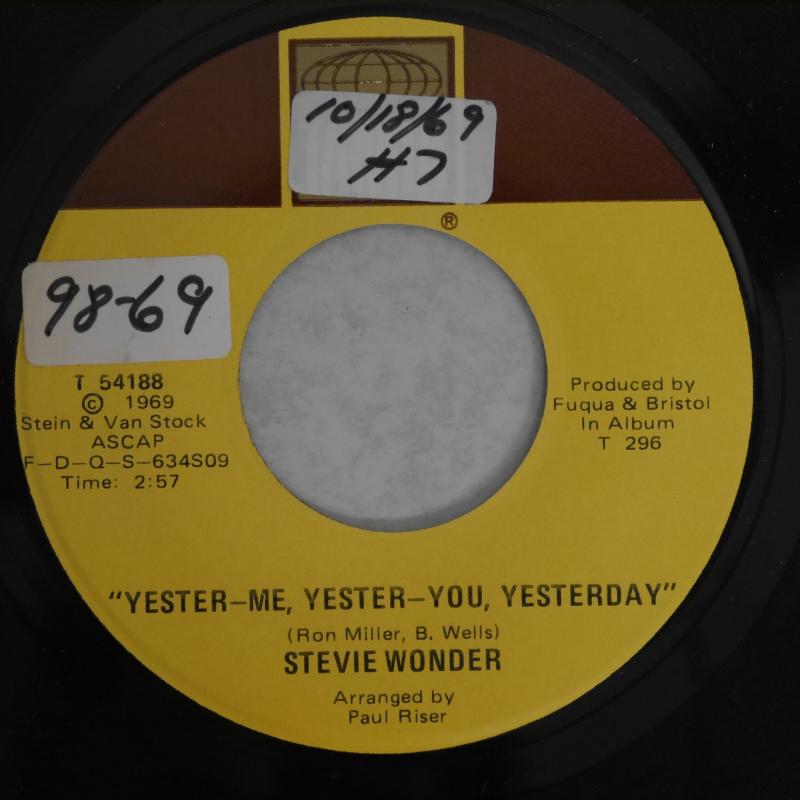 10/18/69
#7
®
98-69
T 54188
© 1969
Stein & Van Stock
ASCAP
F-D-Q-S-634S09
Time: 2:57
Produced by
Fuqua & Bristol
In Album
T 296
"YESTER-ME, YESTER-YOU, YESTERDAY"
(Ron Miller, B. Wells)
STEVIE WONDER
Arranged by
Paul Riser